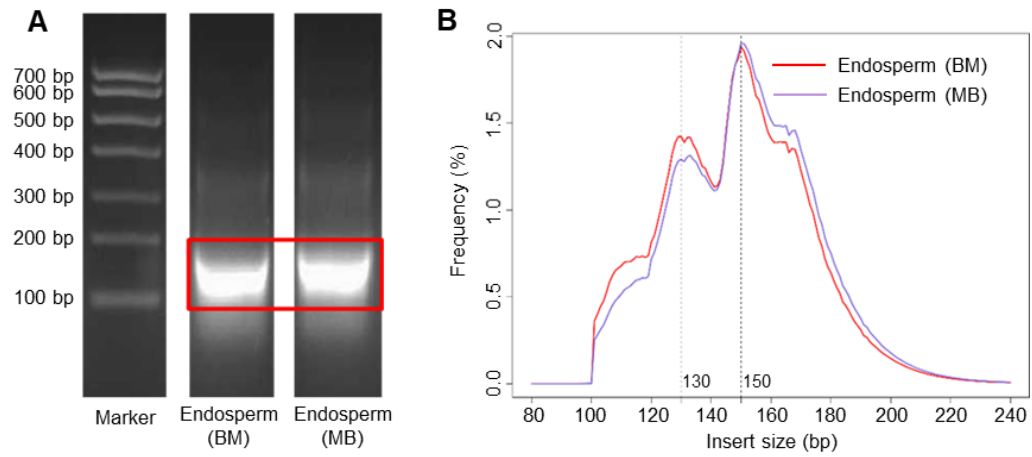 A
700 bp
600 bp
500 bp
400 bp
300 bp
200 bp
100 bp
Marker
Endosperm
(BM)
Endosperm
(MB)
B
Frequency (%)
2.0
1.5
1.0
0.5
0.0
Endosperm (BM)
Endosperm (MB)
130
150
80
100
120
140
160
180
200
220
240
Insert size (bp)